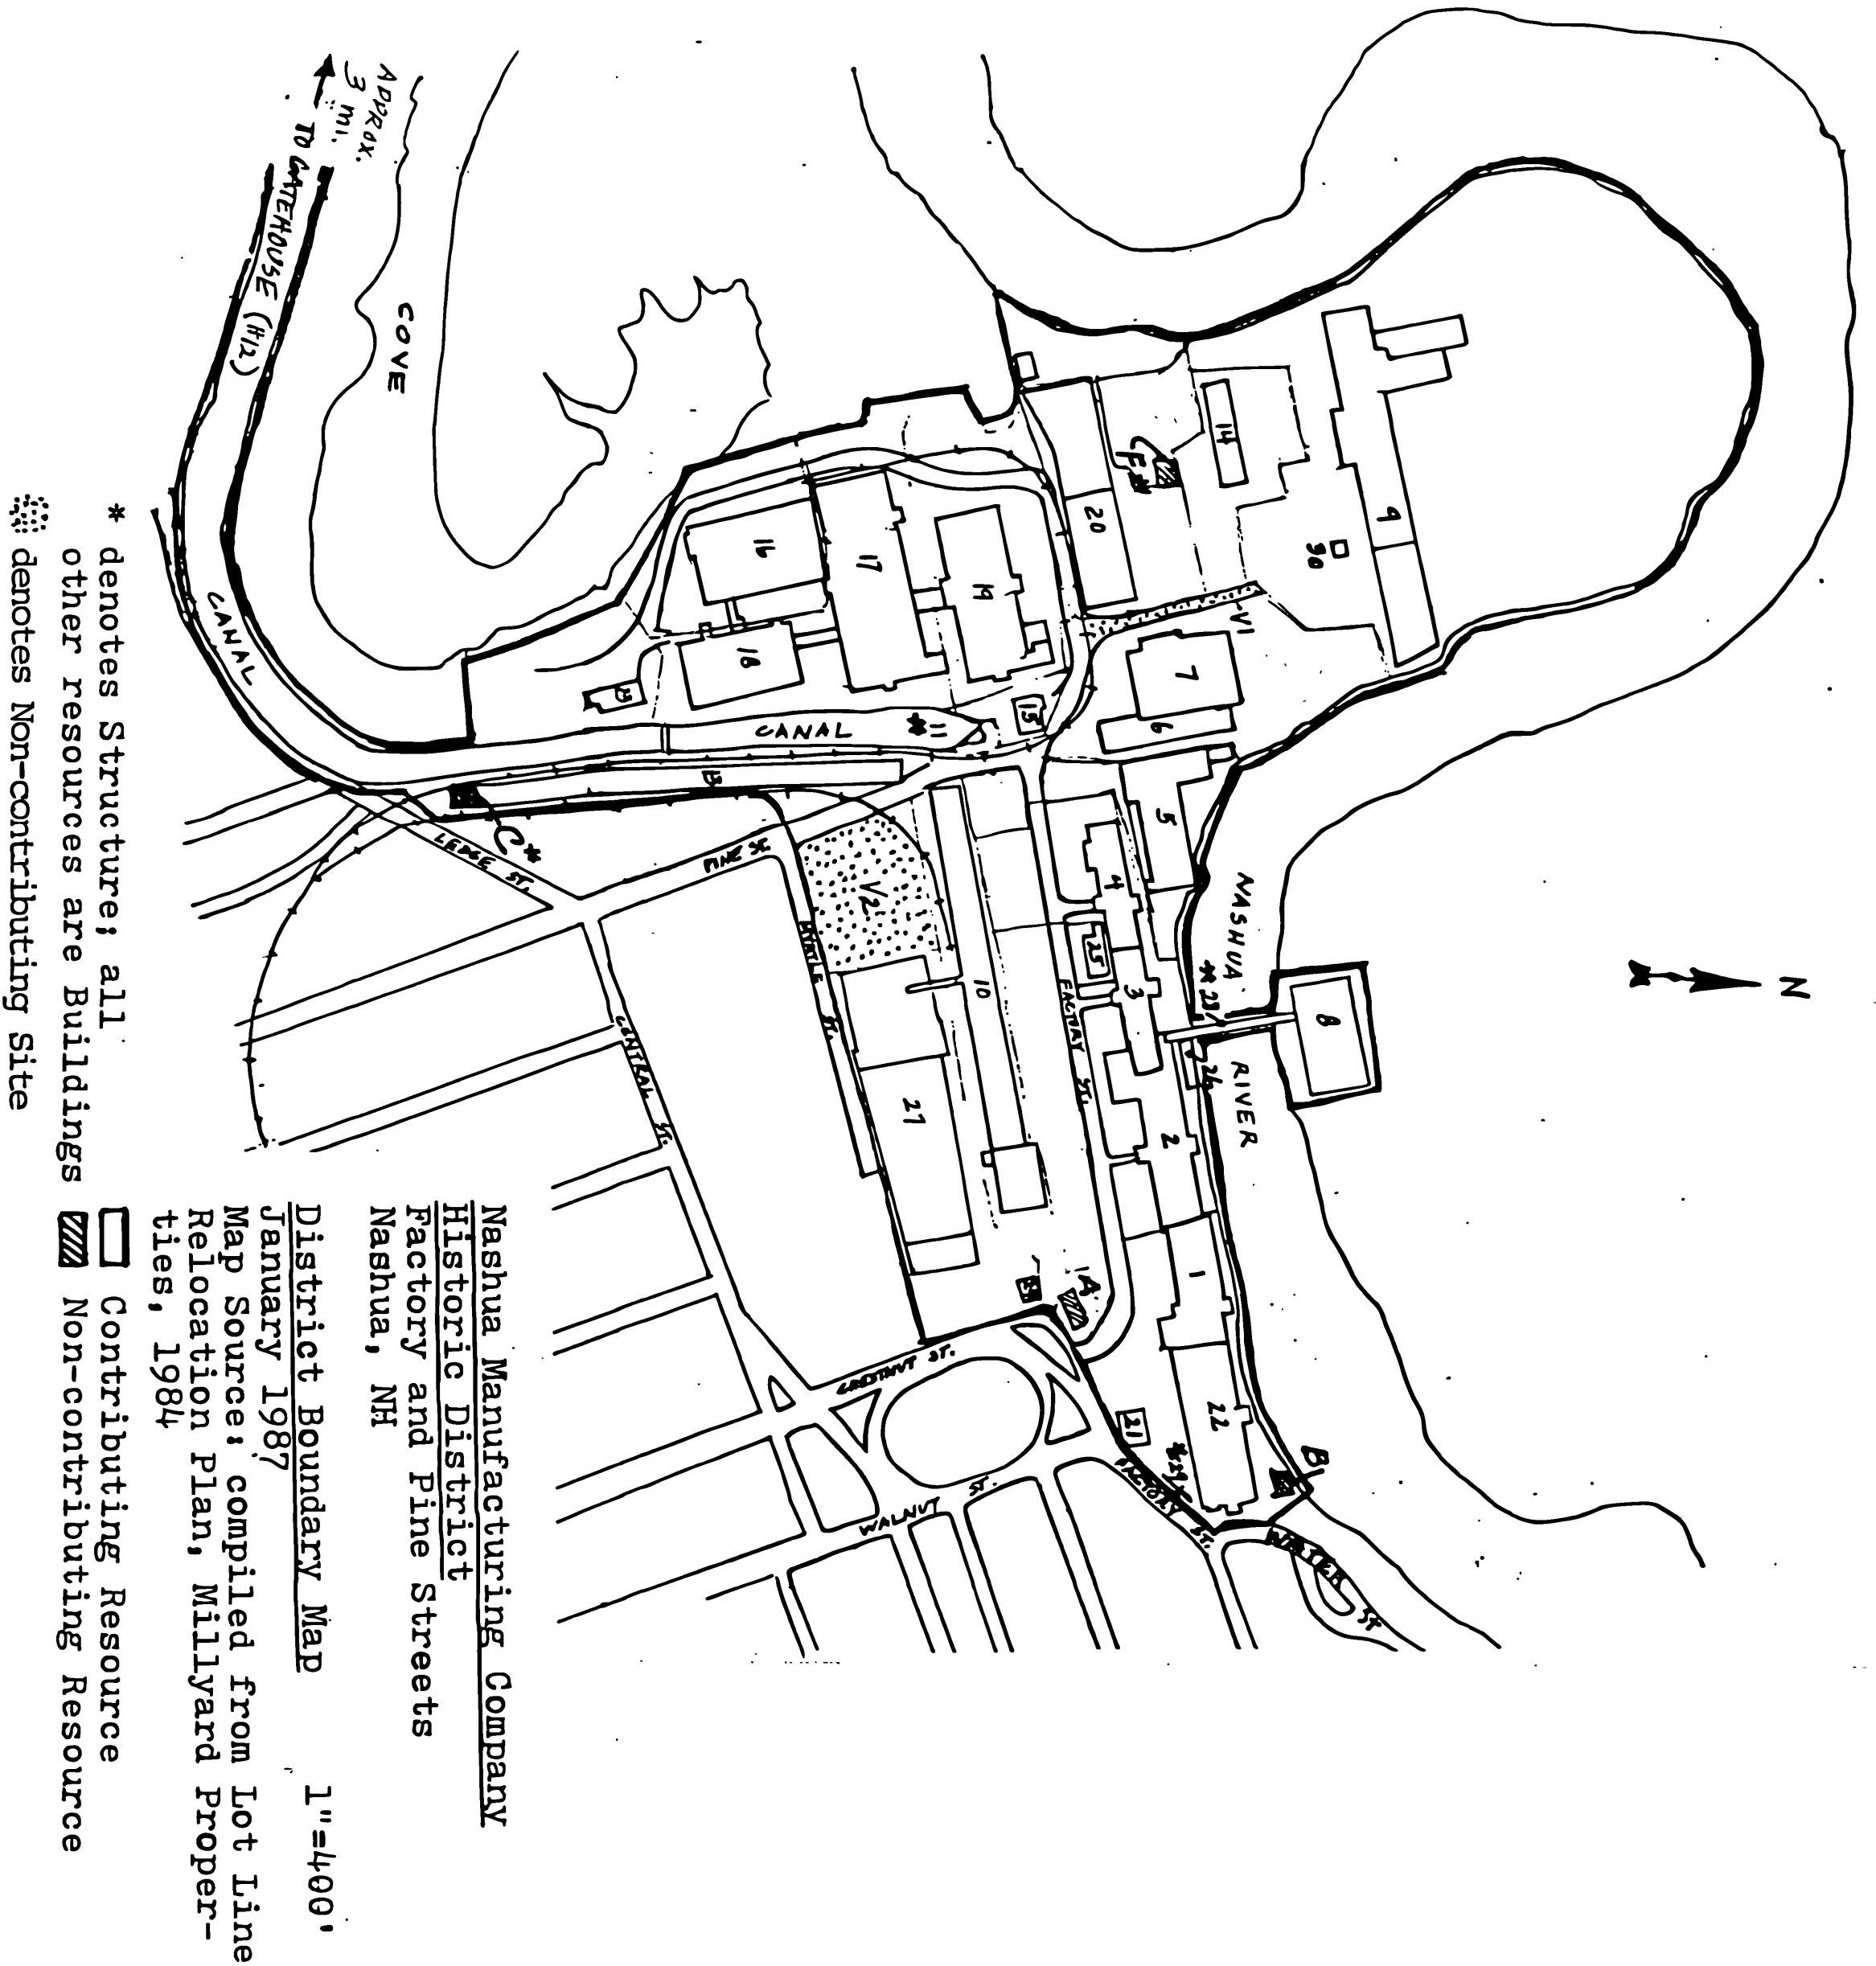 N
APPROX.
3 mi.
TO GATEHOUSE (#12)
COVE
CANAL
CANAL
NASHUA
RIVER
LEDGE ST.
PINE ST.
MYRTLE ST.
CENTRAL ST.
FACTORY ST.
CHESTNUT ST.
WALNUT ST.
FACTORY ST.
ST.
9
30
14
F*
20
V1
7
6
5
16
17
19
18
13
15
*11
C*
V2
4
25
3
*23
8
24
2
10
27
1
A
22
21
B
* denotes Structure; all
other resources are Buildings
denotes Non-contributing Site
Nashua Manufacturing Company
Historic District
Factory and Pine Streets
Nashua, NH
District Boundary Map 1"=400'
January 1987
Map Source: compiled from Lot Line
Relocation Plan, Millyard Proper-
ties, 1984
Contributing Resource
Non-contributing Resource